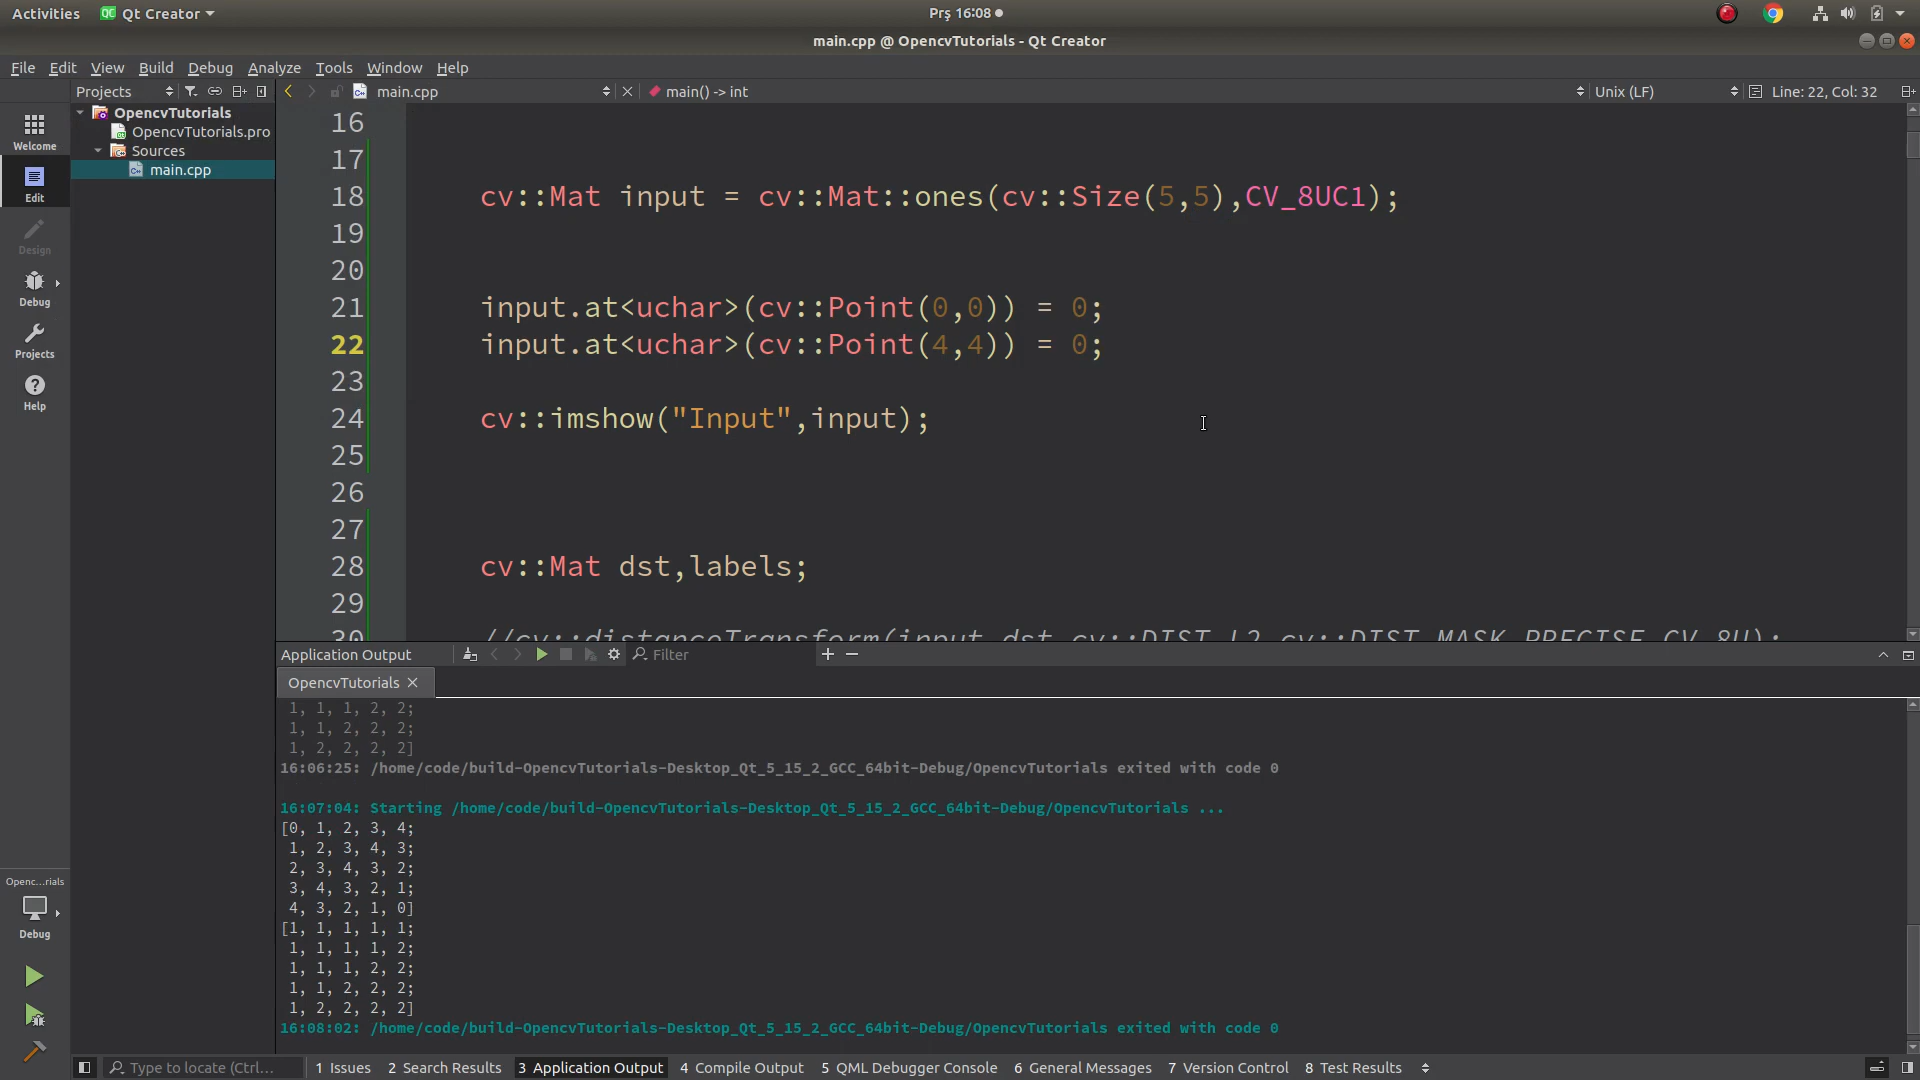 Activities Qt Creator Prş 16:08
main.cpp @ OpencvTutorials - Qt Creator
File Edit View Build Debug Analyze Tools Window Help
Projects main.cpp main() -> int Unix (LF) Line: 22, Col: 32
OpencvTutorials
OpencvTutorials.pro
Sources
main.cpp
Welcome
Edit
Design
Debug
Projects
Help
16
17
18 cv::Mat input = cv::Mat::ones(cv::Size(5,5),CV_8UC1);
19
20
21 input.at<uchar>(cv::Point(0,0)) = 0;
22 input.at<uchar>(cv::Point(4,4)) = 0;
23
24 cv::imshow("Input",input);
25
26
27
28 cv::Mat dst,labels;
29
30 //cv::distanceTransform(input,dst,cv::DIST_L2,cv::DIST_MASK_PRECISE,CV_8U);
Application Output Filter
OpencvTutorials
1, 1, 1, 2, 2;
1, 1, 2, 2, 2;
1, 2, 2, 2, 2]
16:06:25: /home/code/build-OpencvTutorials-Desktop_Qt_5_15_2_GCC_64bit-Debug/OpencvTutorials exited with code 0
16:07:04: Starting /home/code/build-OpencvTutorials-Desktop_Qt_5_15_2_GCC_64bit-Debug/OpencvTutorials ...
[0, 1, 2, 3, 4;
1, 2, 3, 4, 3;
2, 3, 4, 3, 2;
3, 4, 3, 2, 1;
4, 3, 2, 1, 0]
[1, 1, 1, 1, 1;
1, 1, 1, 1, 2;
1, 1, 1, 2, 2;
1, 1, 2, 2, 2;
1, 2, 2, 2, 2]
16:08:02: /home/code/build-OpencvTutorials-Desktop_Qt_5_15_2_GCC_64bit-Debug/OpencvTutorials exited with code 0
Openc...rials
Debug
Type to locate (Ctrl... 1 Issues 2 Search Results 3 Application Output 4 Compile Output 5 QML Debugger Console 6 General Messages 7 Version Control 8 Test Results